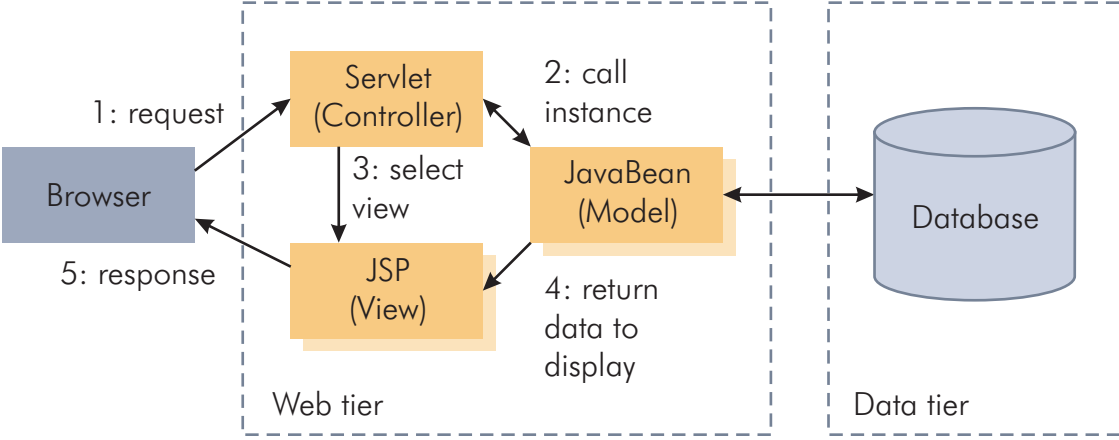 1: request
Servlet
(Controller)
2: call
instance
3: select
view
Browser
JavaBean
(Model)
Database
5: response
JSP
(View)
4: return
data to
display
Web tier
Data tier